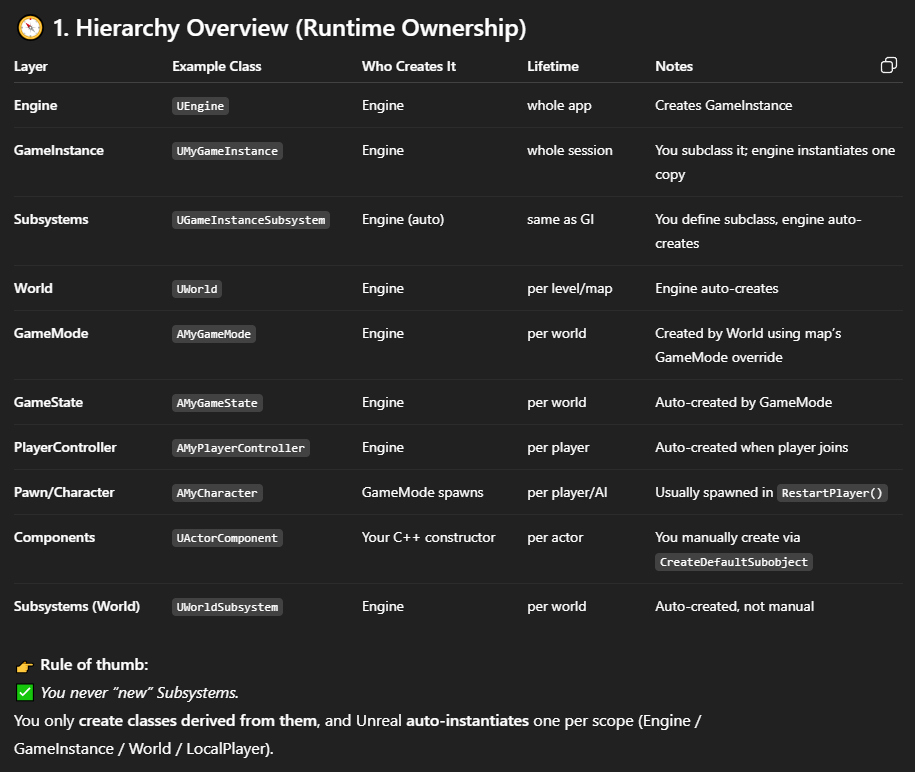 🧭 1. Hierarchy Overview (Runtime Ownership)
Layer Example Class Who Creates It Lifetime Notes
Engine UEngine Engine whole app Creates GameInstance
GameInstance UMyGameInstance Engine whole session You subclass it; engine instantiates one
copy
Subsystems UGameInstanceSubsystem Engine (auto) same as GI You define subclass, engine auto-
creates
World UWorld Engine per level/map Engine auto-creates
GameMode AMyGameMode Engine per world Created by World using map’s
GameMode override
GameState AMyGameState Engine per world Auto-created by GameMode
PlayerController AMyPlayerController Engine per player Auto-created when player joins
Pawn/Character AMyCharacter GameMode spawns per player/AI Usually spawned in RestartPlayer()
Components UActorComponent Your C++ constructor per actor You manually create via
CreateDefaultSubobject
Subsystems (World) UWorldSubsystem Engine per world Auto-created, not manual
👉 Rule of thumb:
✅ You never “new” Subsystems.
You only create classes derived from them, and Unreal auto-instantiates one per scope (Engine /
GameInstance / World / LocalPlayer).